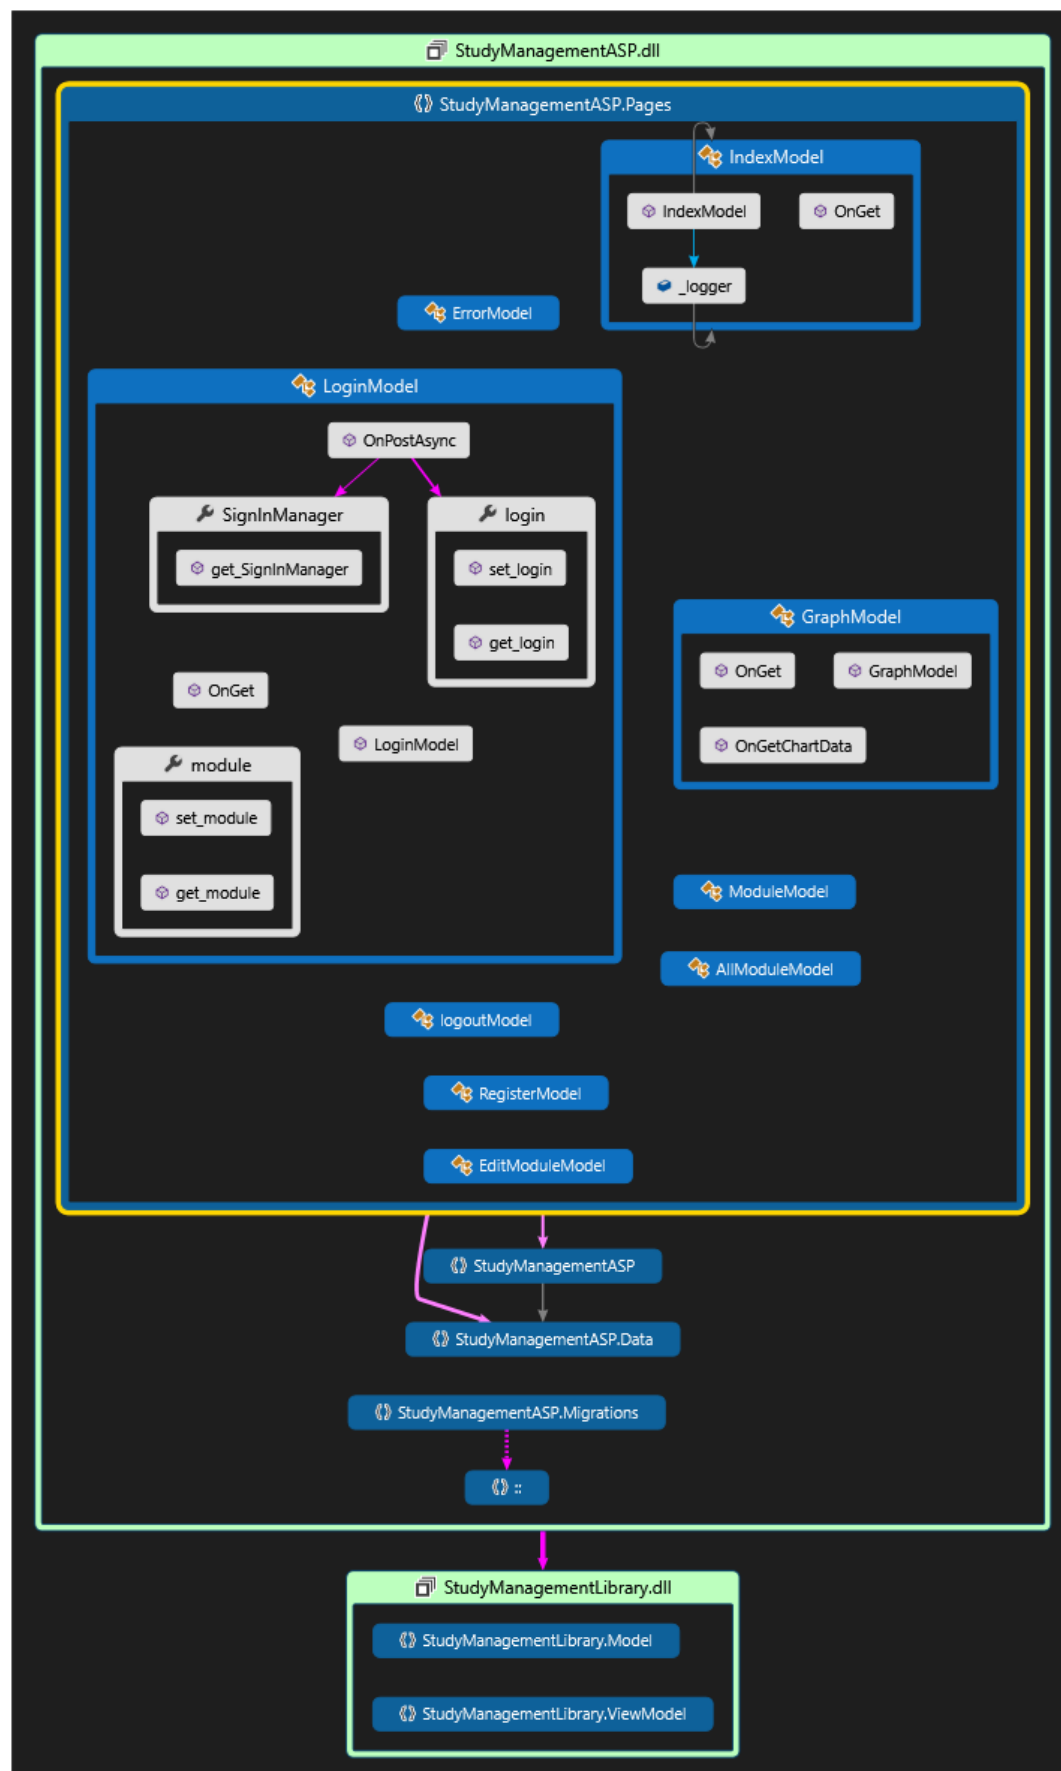 StudyManagementASP.dll
StudyManagementASP.Pages
IndexModel
IndexModel
OnGet
_logger
ErrorModel
LoginModel
OnPostAsync
SignInManager
login
get_SignInManager
set_login
get_login
OnGet
LoginModel
module
set_module
get_module
GraphModel
OnGet
GraphModel
OnGetChartData
ModuleModel
AllModuleModel
logoutModel
RegisterModel
EditModuleModel
StudyManagementASP
StudyManagementASP.Data
StudyManagementASP.Migrations
::
StudyManagementLibrary.dll
StudyManagementLibrary.Model
StudyManagementLibrary.ViewModel